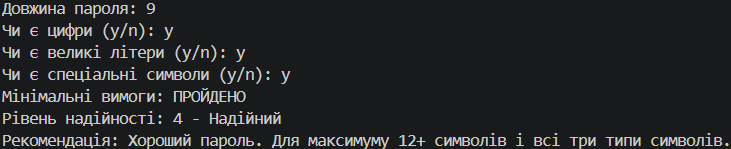 Довжина пароля: 9
Чи є цифри (y/n): y
Чи є великі літери (y/n): y
Чи є спеціальні символи (y/n): y
Мінімальні вимоги: ПРОЙДЕНО
Рівень надійності: 4 - Надійний
Рекомендація: Хороший пароль. Для максимуму 12+ символів і всі три типи символів.